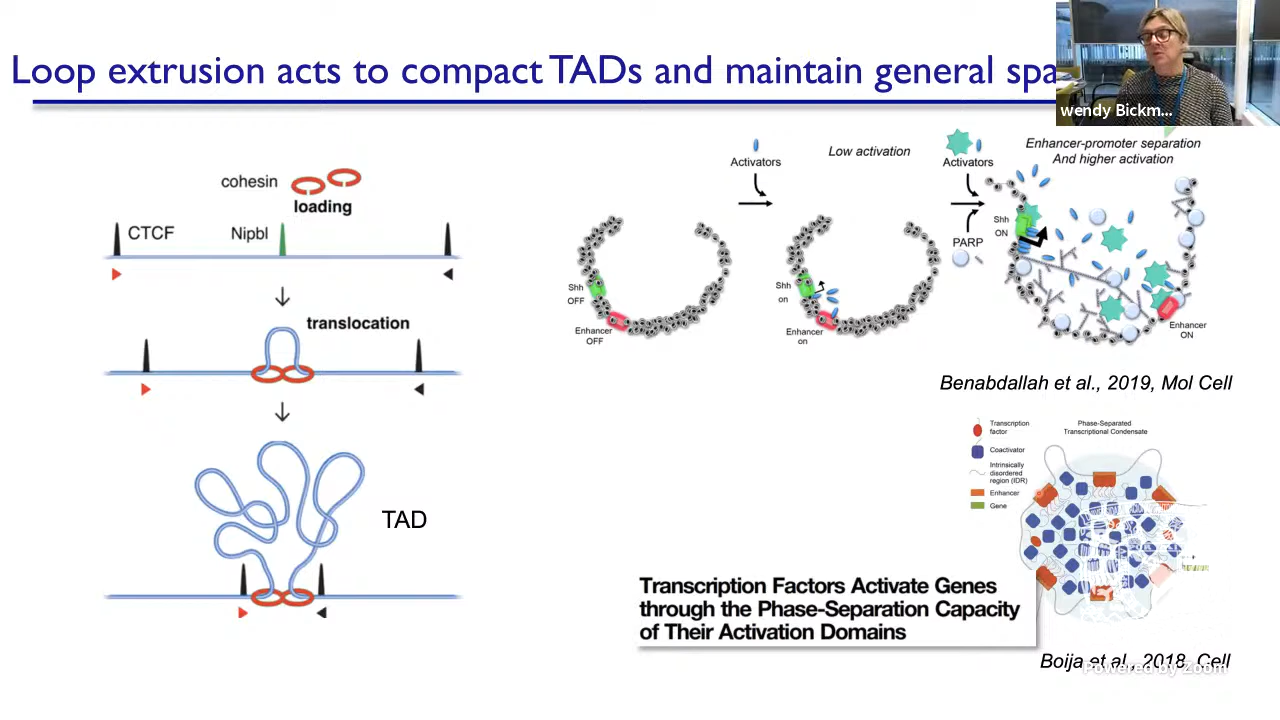 Loop extrusion acts to compact TADs and maintain general spa
wendy Bickm...
cohesin
loading
CTCF
Nipbl
translocation
TAD
Activators
Low activation
Activators
Enhancer-promoter separation
And higher activation
PARP
Shh
OFF
Enhancer
OFF
Shh
on
Enhancer
on
Shh
ON
Enhancer
ON
Benabdallah et al., 2019, Mol Cell
Transcription
factor
Coactivator
Intrinsically
disordered
region (IDR)
Enhancer
Gene
Phase-Separated
Transcriptional Condensate
Transcription Factors Activate Genes
through the Phase-Separation Capacity
of Their Activation Domains
Boija et al., 2018, Cell
Powered by Zoom